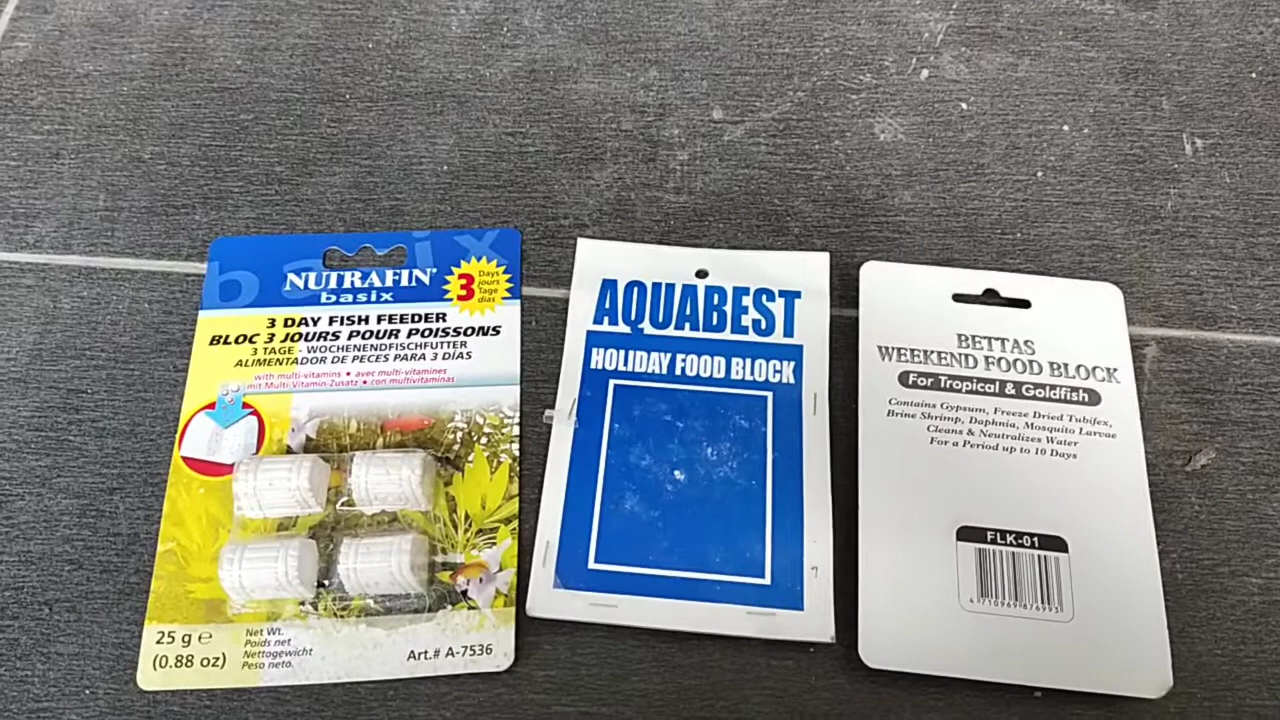 basix
NUTRAFIN®
basix
3 Days
jours
Tage
días
3 DAY FISH FEEDER
BLOC 3 JOURS POUR POISSONS
3 TAGE - WOCHENENDFISCHFUTTER
ALIMENTADOR DE PECES PARA 3 DÍAS
with multi-vitamins • avec multi-vitamines
mit Multi Vitamin-Zusatz • con multivitaminas
25 g e
(0.88 oz)
Net Wt.
Poids net
Nettogewicht
Peso neto
Art.# A-7536
AQUABEST
HOLIDAY FOOD BLOCK
BETTAS
WEEKEND FOOD BLOCK
For Tropical & Goldfish
Contains Gypsum, Freeze Dried Tubifex,
Brine Shrimp, Daphnia, Mosquito Larvae
Cleans & Neutralizes Water
For a Period up to 10 Days
FLK-01
4 710969 876993